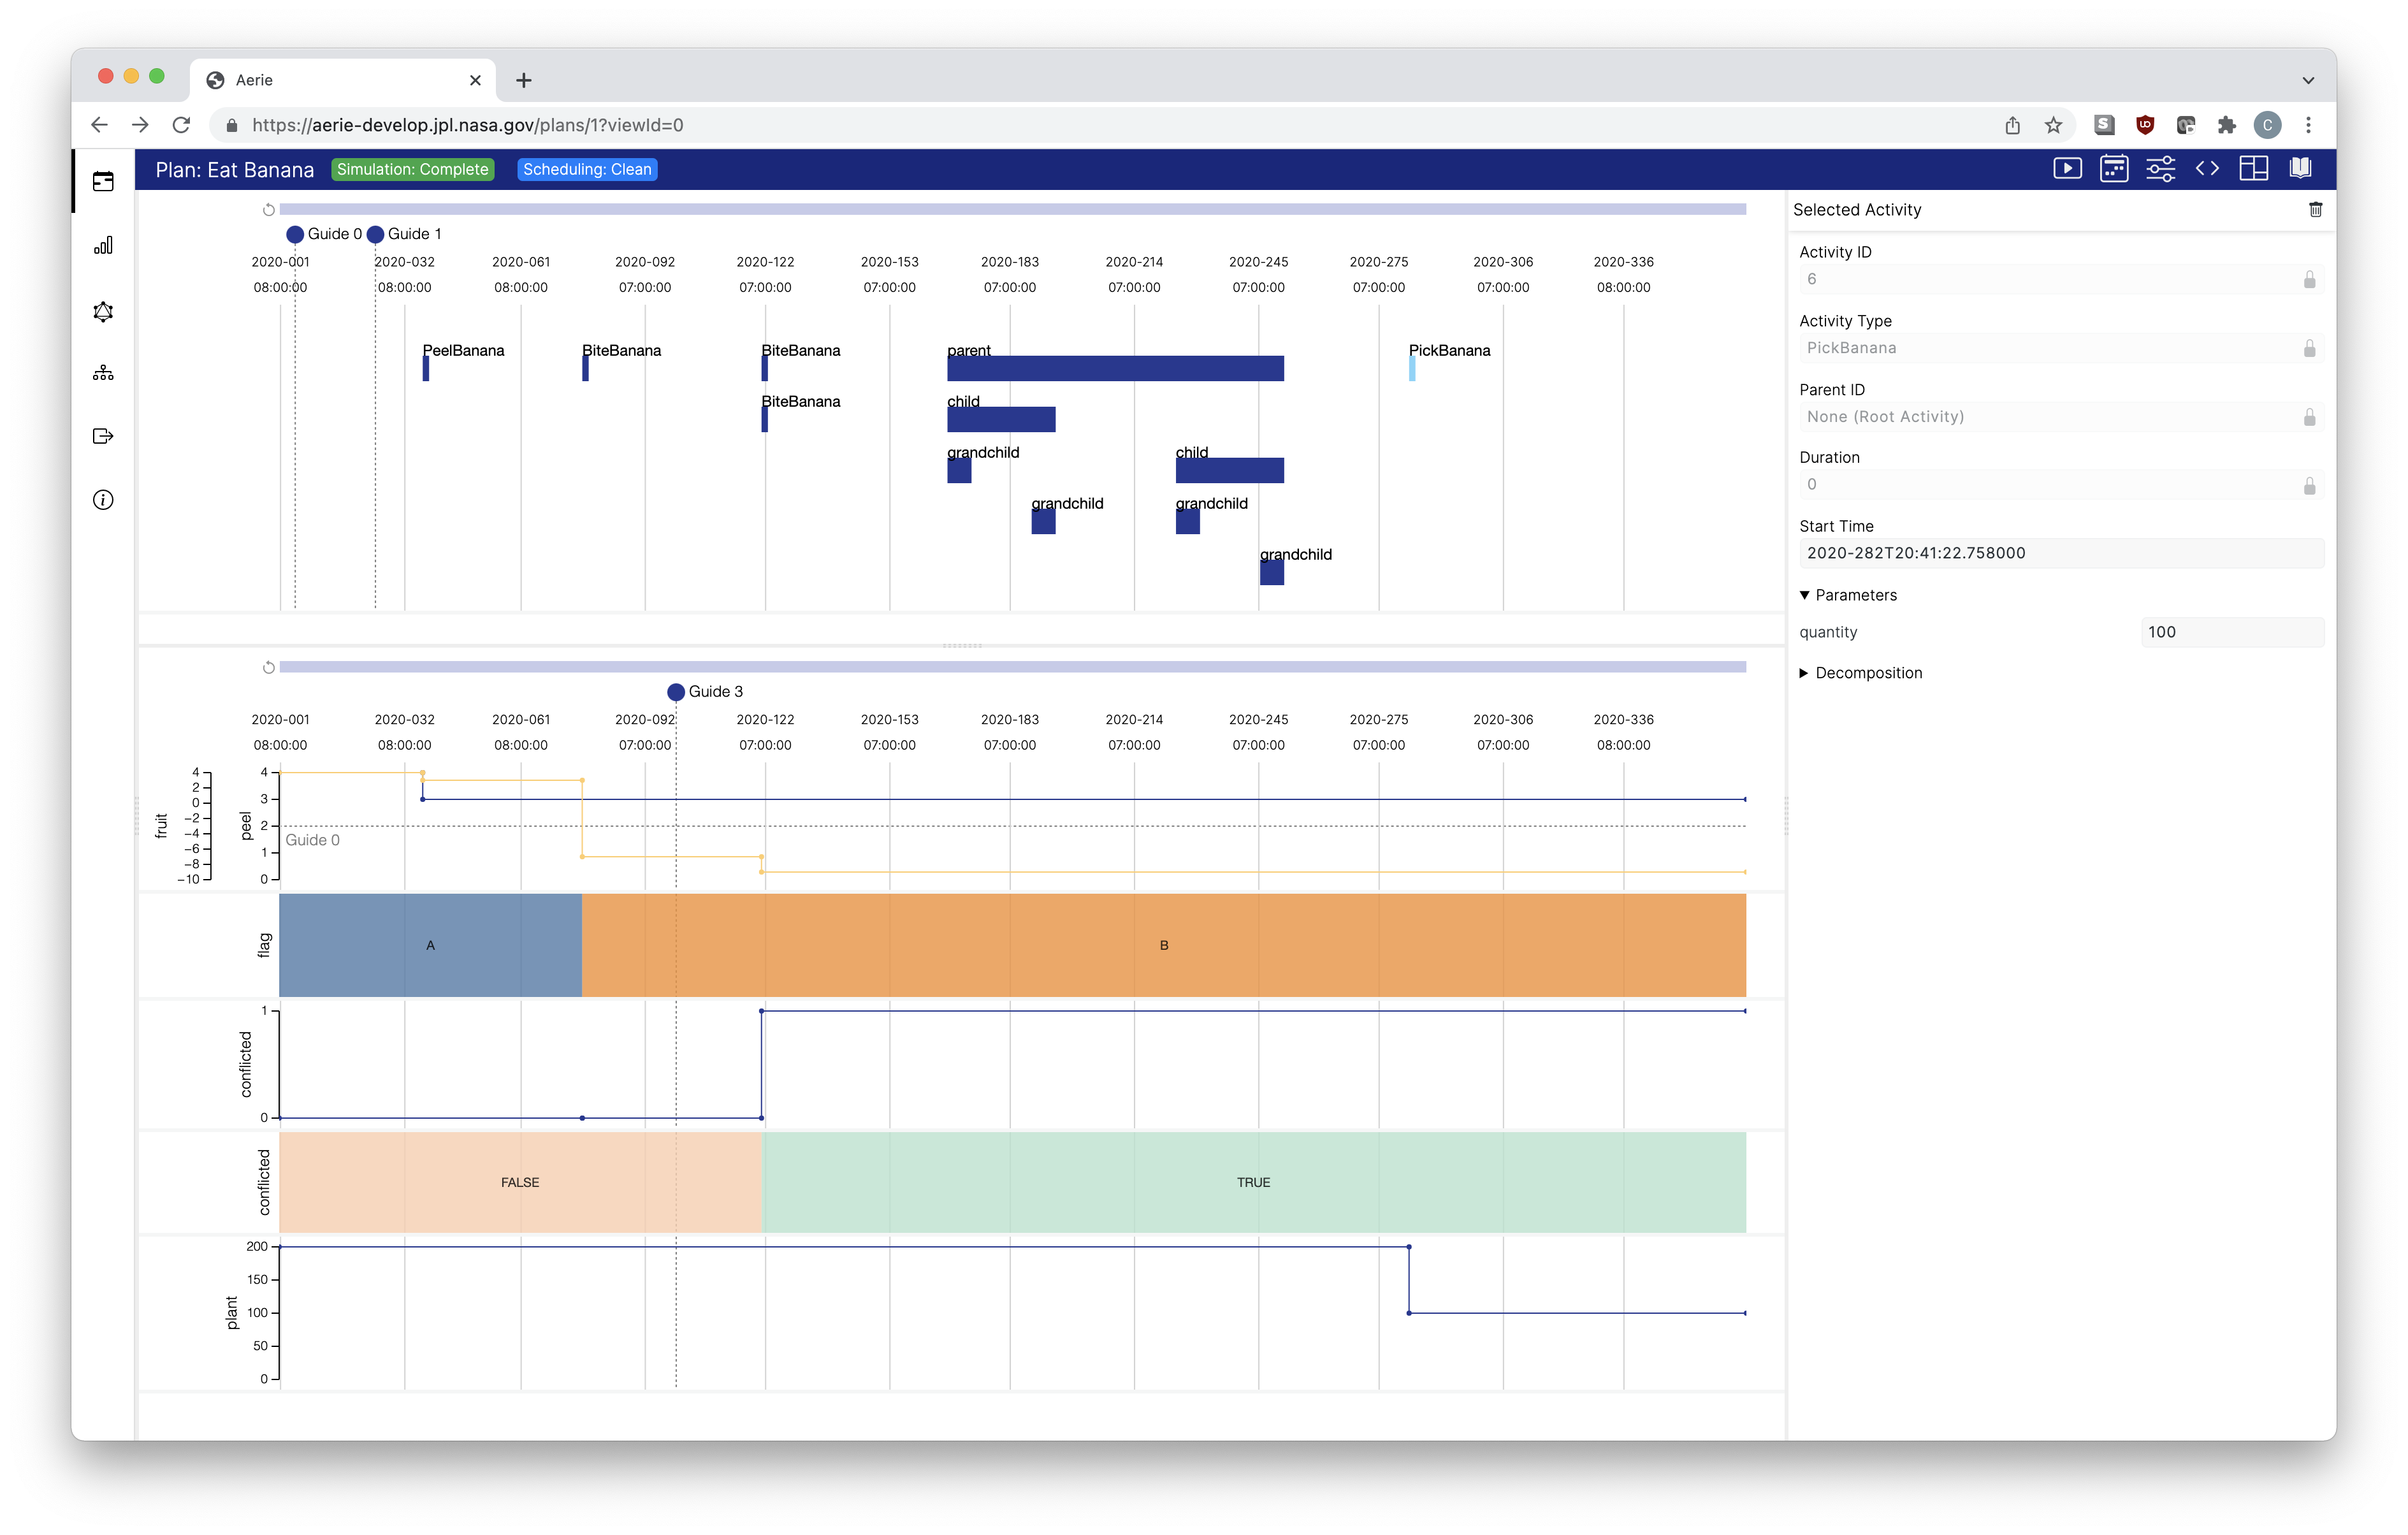 Aerie
https://aerie-develop.jpl.nasa.gov/plans/1?viewId=0
C
Plan: Eat Banana
Simulation: Complete
Scheduling: Clean
Guide 0
Guide 1
2020-001 2020-032 2020-061 2020-092 2020-122 2020-153 2020-183 2020-214 2020-245 2020-275 2020-306 2020-336
08:00:00 08:00:00 08:00:00 07:00:00 07:00:00 07:00:00 07:00:00 07:00:00 07:00:00 07:00:00 07:00:00 08:00:00
PeelBanana BiteBanana BiteBanana parent PickBanana
BiteBanana child
grandchild child
grandchild grandchild
grandchild
Guide 3
2020-001 2020-032 2020-061 2020-092 2020-122 2020-153 2020-183 2020-214 2020-245 2020-275 2020-306 2020-336
08:00:00 08:00:00 08:00:00 07:00:00 07:00:00 07:00:00 07:00:00 07:00:00 07:00:00 07:00:00 07:00:00 08:00:00
fruit
4
2
0
−2
−4
−6
−8
−10
peel
4
3
2
1
0
Guide 0
flag
A
B
conflicted
1
0
conflicted
FALSE
TRUE
plant
200
150
100
50
0
Selected Activity
Activity ID
6
Activity Type
PickBanana
Parent ID
None (Root Activity)
Duration
0
Start Time
2020-282T20:41:22.758000
Parameters
quantity 100
Decomposition